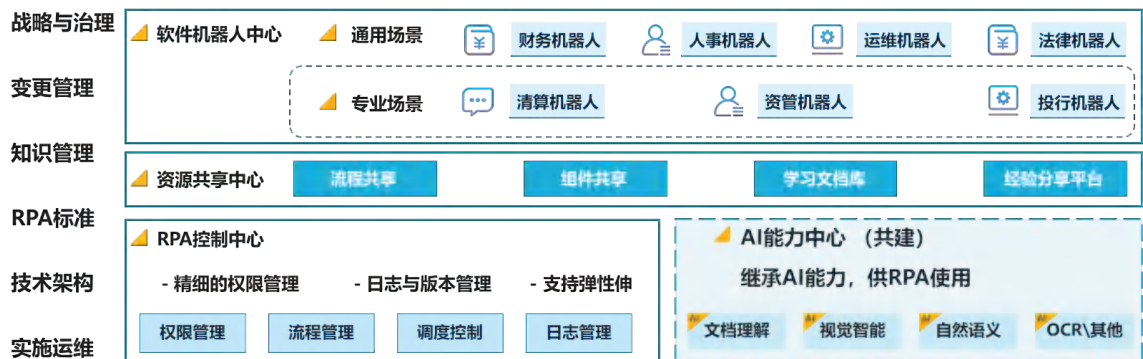 战略与治理
变更管理
知识管理
RPA标准
技术架构
实施运维
软件机器人中心
通用场景
财务机器人
人事机器人
运维机器人
法律机器人
专业场景
清算机器人
资管机器人
投行机器人
资源共享中心
流程共享
组件共享
学习文档库
经验分享平台
RPA控制中心
- 精细的权限管理
- 日志与版本管理
- 支持弹性伸
权限管理
流程管理
调度控制
日志管理
AI能力中心 （共建）
继承AI能力，供RPA使用
文档理解
视觉智能
自然语义
OCR\其他